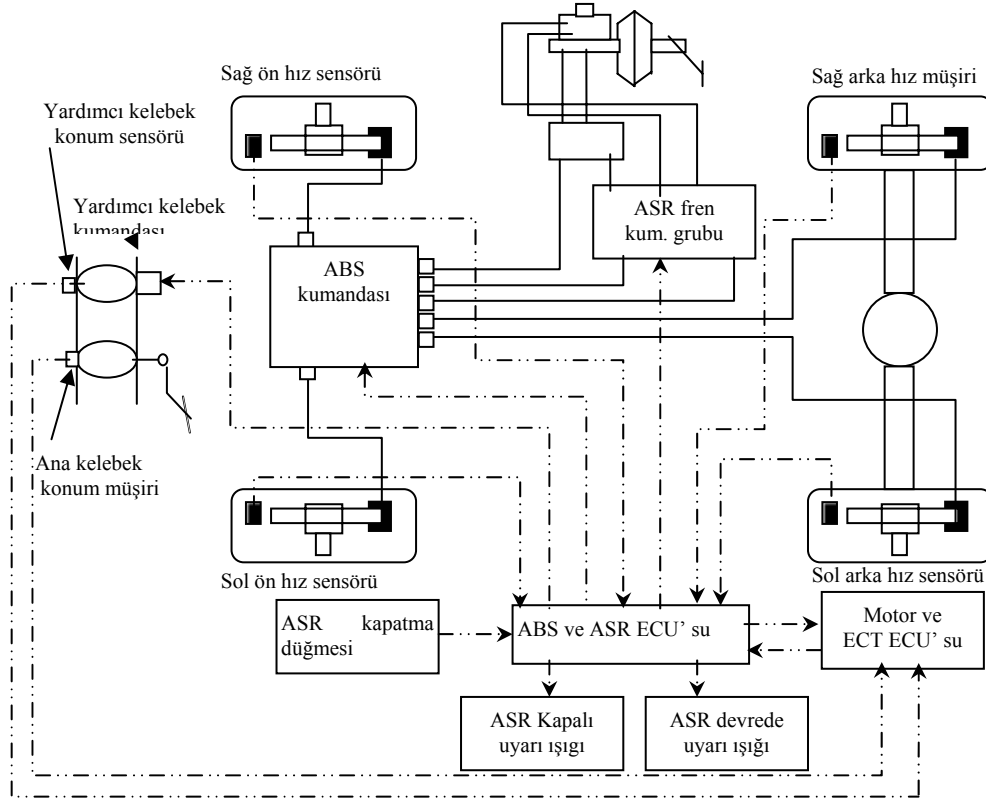 Sağ ön hız sensörü
Sağ arka hız müşiri
Yardımcı kelebek
konum sensörü
Yardımcı kelebek
kumandası
ASR fren
kum. grubu
ABS
kumandası
Ana kelebek
konum müşiri
Sol ön hız sensörü
Sol arka hız sensörü
ASR kapatma
düğmesi
ABS ve ASR ECU’ su
Motor ve
ECT ECU’ su
ASR Kapalı
uyarı ışıgı
ASR devrede
uyarı ışığı